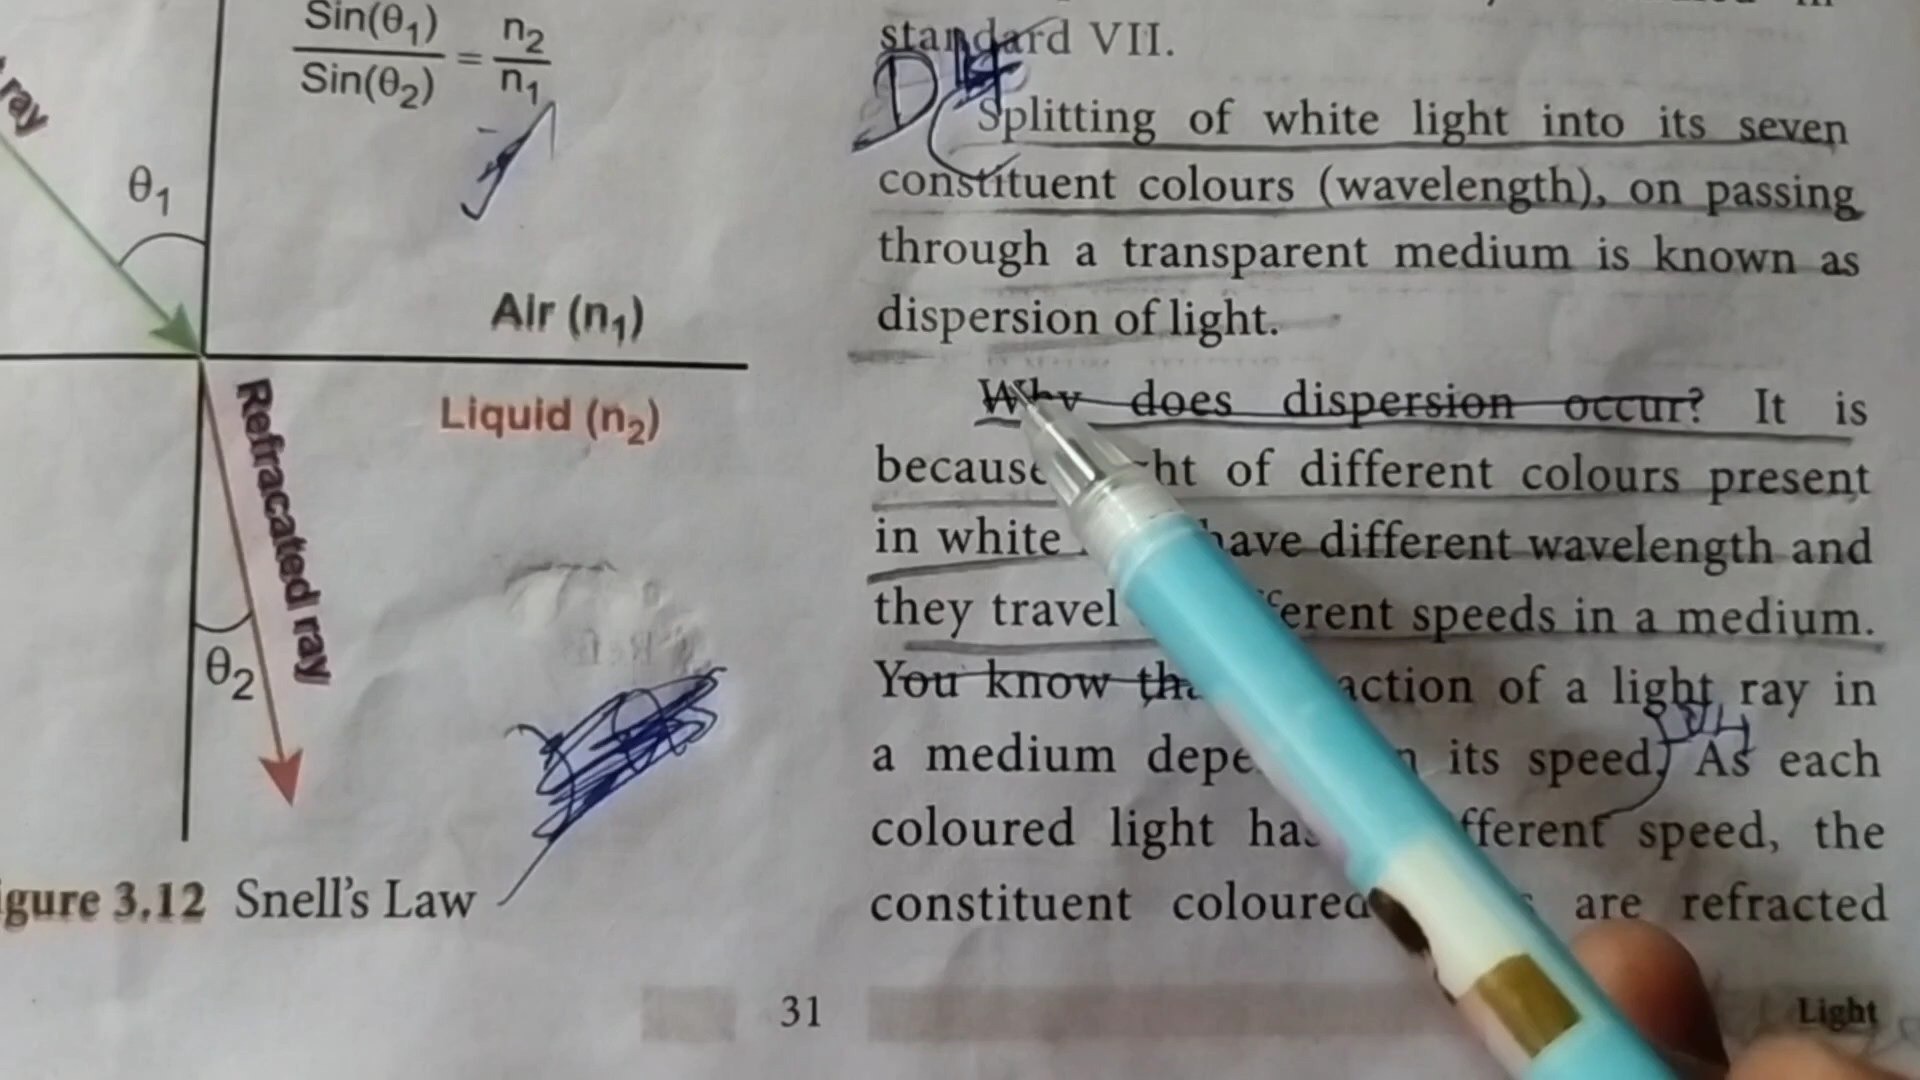 Sin(θ1)
Sin(θ2)
=
n2
n1
ray
θ1
Air (n1)
Liquid (n2)
Refracated ray
θ2
igure 3.12 Snell's Law
standard VII.
D
Splitting of white light into its seven
constituent colours (wavelength), on passing
through a transparent medium is known as
dispersion of light.
Why does dispersion occur? It is
because ht of different colours present
in white have different wavelength and
they travel ferent speeds in a medium.
You know tha action of a light ray in
a medium depe n its speed. As each
coloured light has fferent speed, the
constituent coloured s are refracted
31
Light